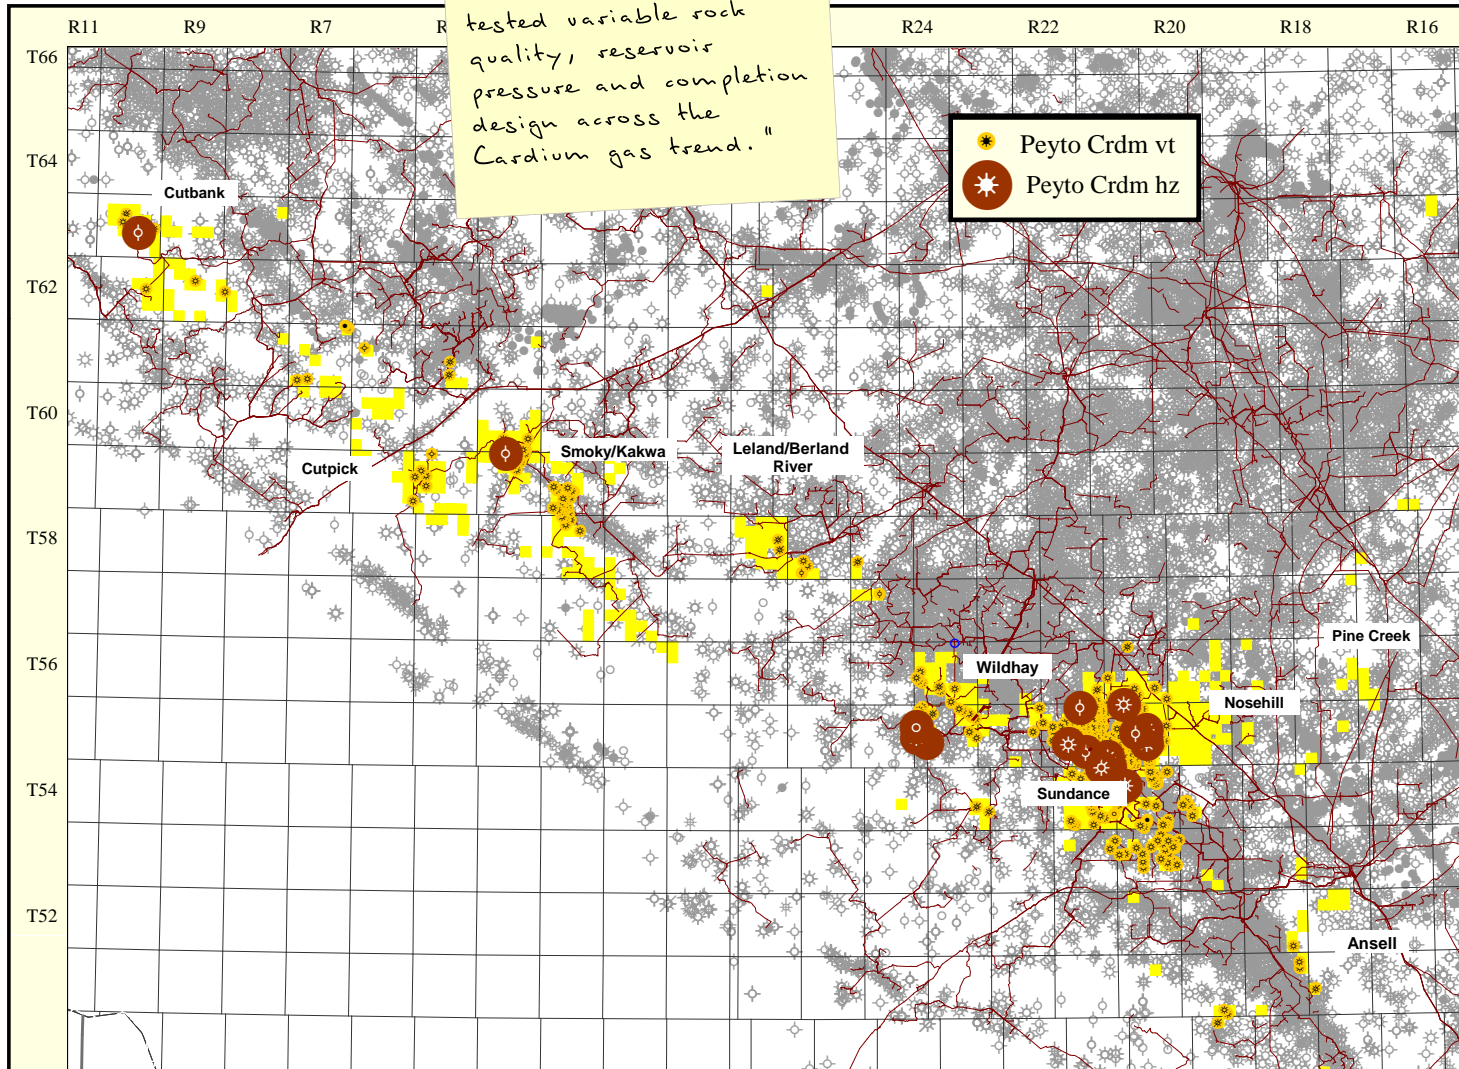 R11 R9 R7 R24 R22 R20 R18 R16
tested variable rock
quality, reservoir
pressure and completion
design across the
Cardium gas trend."
T66
T64
T62
T60
T58
T56
T54
T52
Peyto Crdm vt
Peyto Crdm hz
Cutbank
Cutpick
Smoky/Kakwa
Leland/Berland
River
Wildhay
Pine Creek
Nosehill
Sundance
Ansell